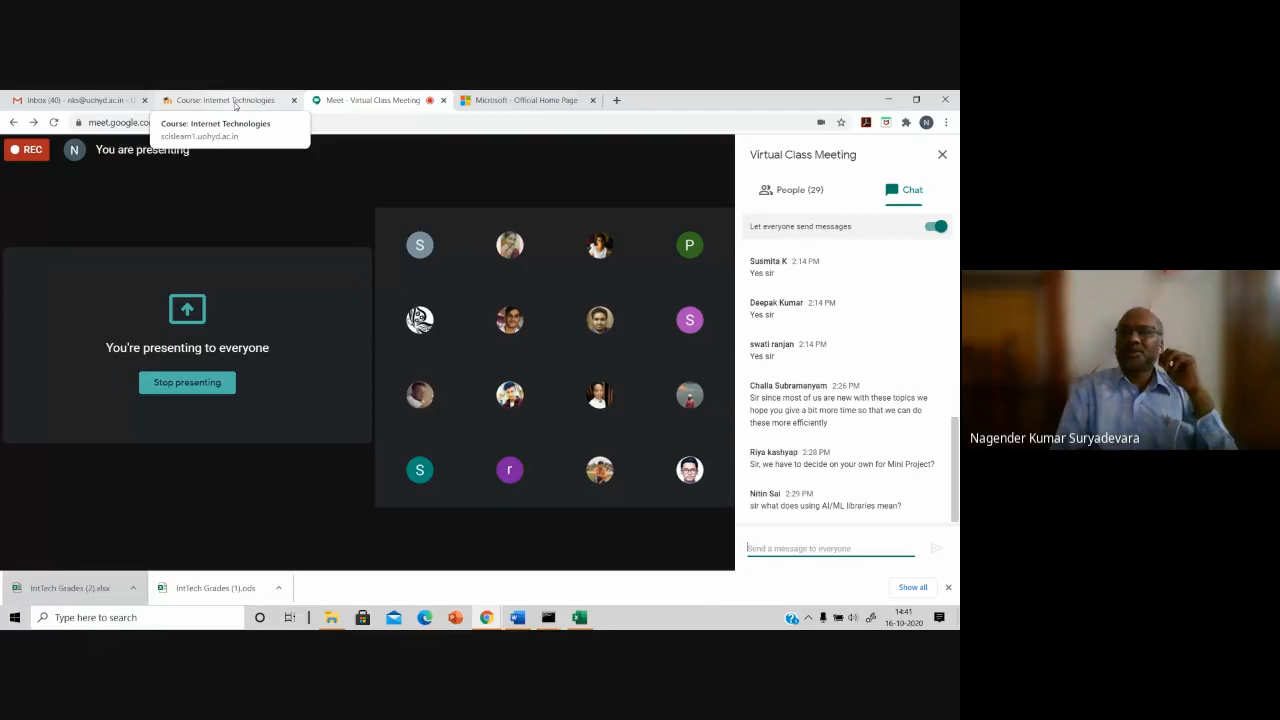 Inbox (40) - nks@uohyd.ac.in - U
Course: Internet Technologies
Meet - Virtual Class Meeting
Microsoft - Official Home Page
meet.google.co
Course: Internet Technologies
scislearn1.uohyd.ac.in
N
REC
N
You are presenting
Virtual Class Meeting
People (29)
Chat
Let everyone send messages
S
P
Susmita K 2:14 PM
Yes sir
Deepak Kumar 2:14 PM
Yes sir
You're presenting to everyone
Stop presenting
S
swati ranjan 2:14 PM
Yes sir
Challa Subramanyam 2:26 PM
Sir since most of us are new with these topics we
hope you give a bit more time so that we can do
these more efficiently
Nagender Kumar Suryadevara
Riya kashyap 2:28 PM
Sir, we have to decide on your own for Mini Project?
S
r
Nitin Sai 2:29 PM
sir what does using AI/ML libraries mean?
Send a message to everyone
IntTech Grades (2).xlsx
IntTech Grades (1).ods
Show all
Type here to search
14:41
16-10-2020